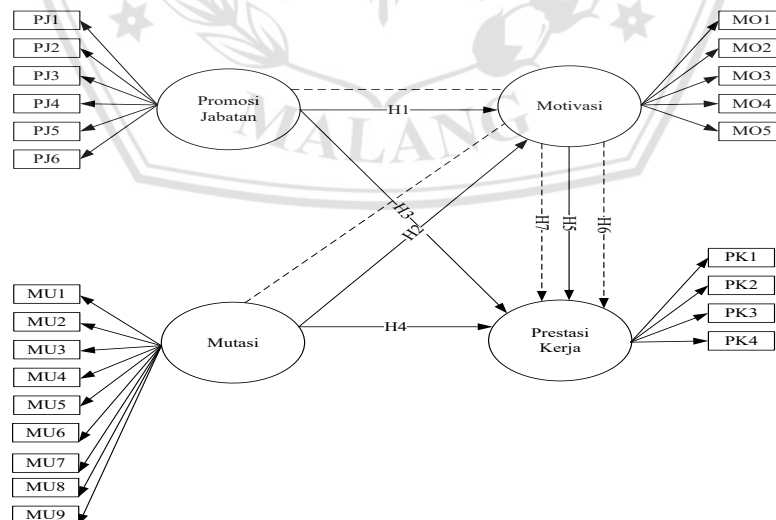 PJ1
PJ2
PJ3
PJ4
PJ5
PJ6
Promosi
Jabatan
H1
Motivasi
MO1
MO2
MO3
MO4
MO5
MALANG
H3
H2
H7
H5
H6
MU1
MU2
MU3
MU4
MU5
MU6
MU7
MU8
MU9
Mutasi
H4
Prestasi
Kerja
PK1
PK2
PK3
PK4